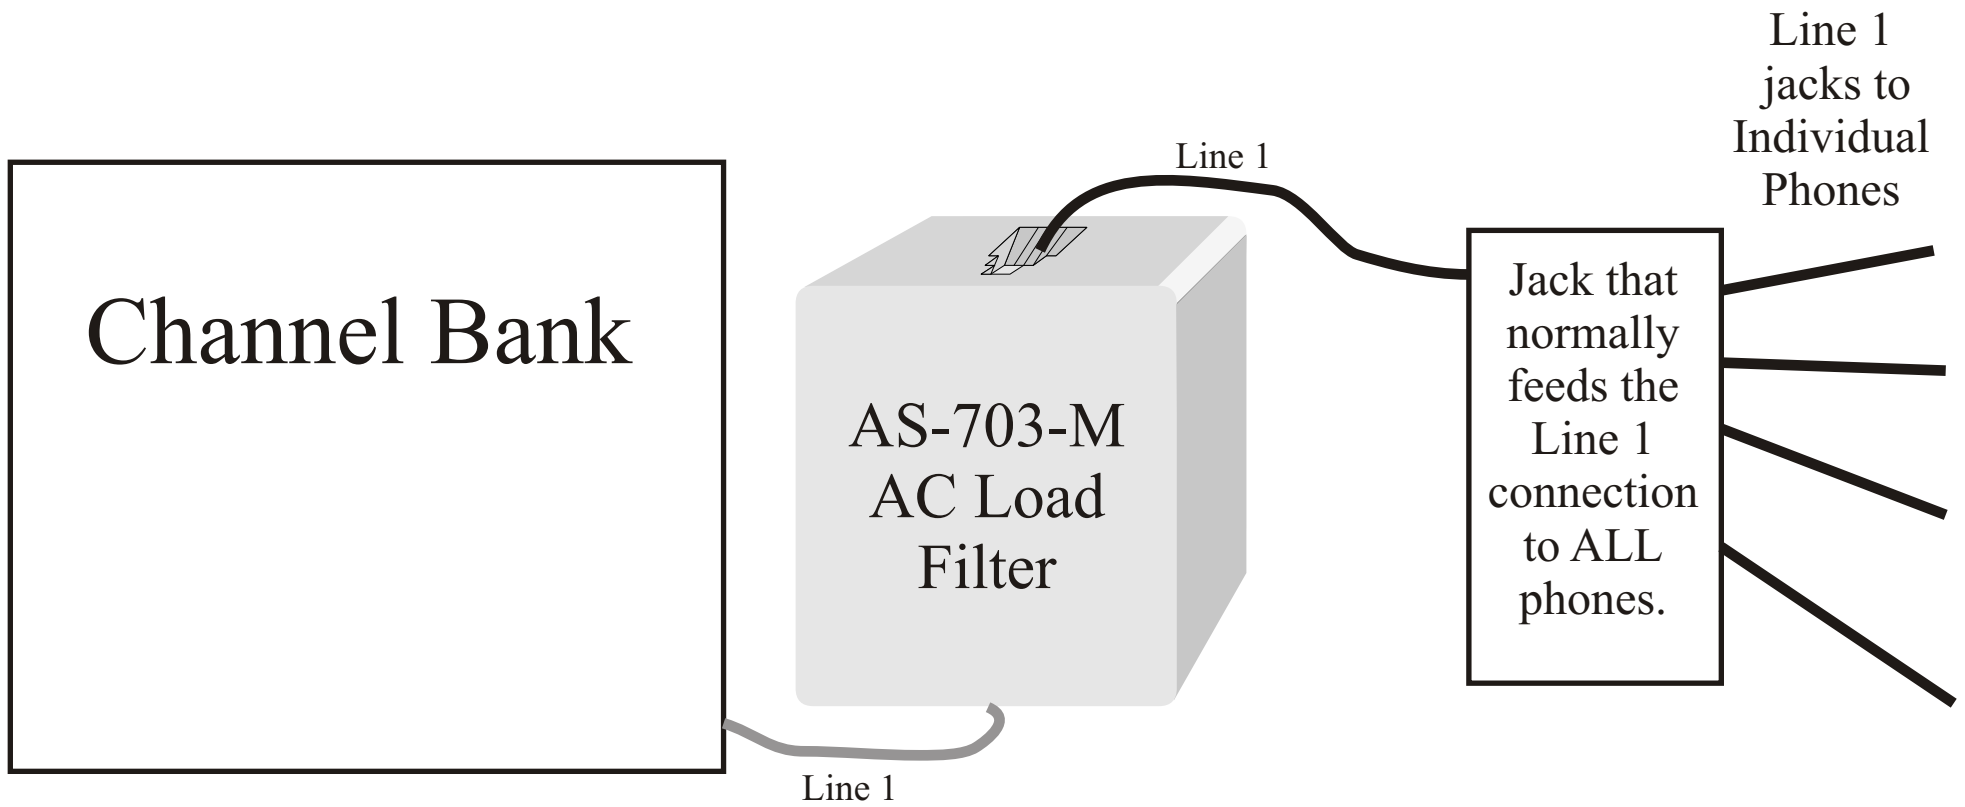 Channel Bank
Line 1
AS-703-M
AC Load
Filter
Line 1
Jack that
normally
feeds the
Line 1
connection
to ALL
phones.
Line 1
jacks to
Individual
Phones